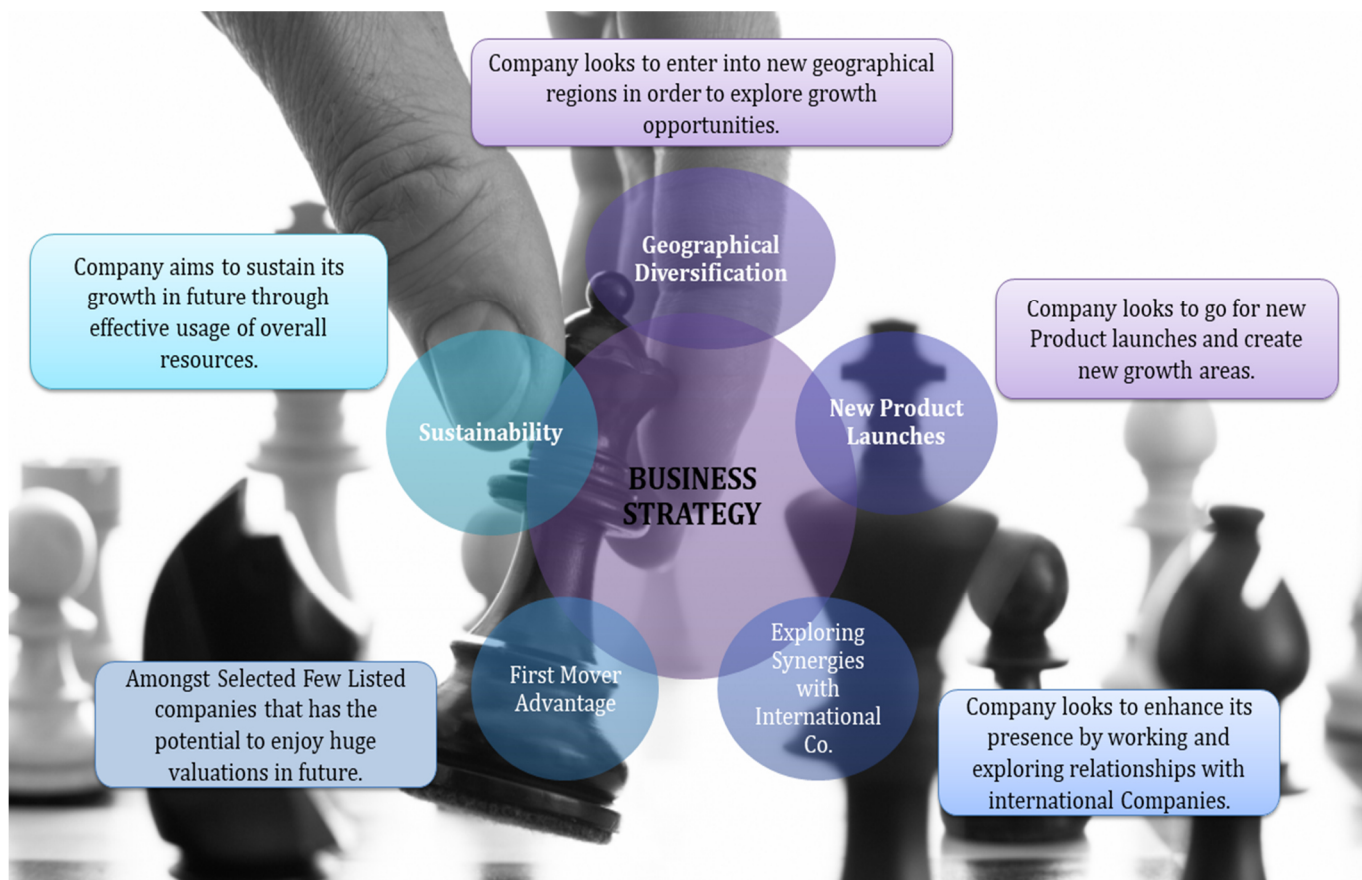 Company looks to enter into new geographical
regions in order to explore growth
opportunities.
Geographical
Diversification
Company aims to sustain its
growth in future through
effective usage of overall
resources.
Company looks to go for new
Product launches and create
new growth areas.
Sustainability
New Product
Launches
BUSINESS
STRATEGY
First Mover
Advantage
Exploring
Synergies
with
International
Co.
Amongst Selected Few Listed
companies that has the
potential to enjoy huge
valuations in future.
Company looks to enhance its
presence by working and
exploring relationships with
international Companies.